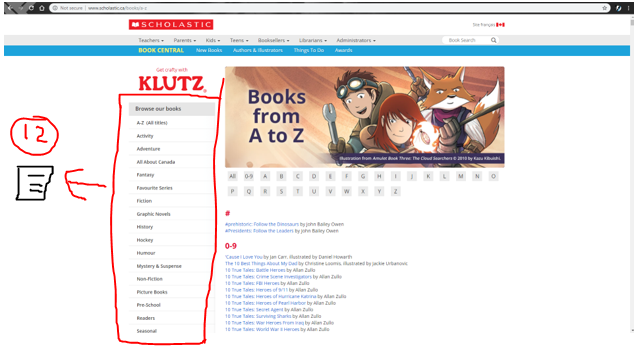 Not secure | www.scholastic.ca/books/a-z
SCHOLASTIC
Site français
Teachers Parents Kids Teens Booksellers Librarians Administrators Book Search
BOOK CENTRAL New Books Authors & Illustrators Things To Do Awards
Get crafty with
KLUTZ
Browse our books
A-Z (All titles)
Activity
Adventure
All About Canada
Fantasy
Favourite Series
Fiction
Graphic Novels
History
Hockey
Humour
Mystery & Suspense
Non-Fiction
Picture Books
Pre-School
Readers
Seasonal
12
Books
from
A to Z
Illustration from Amulet Book Three: The Cloud Searchers © 2010 by Kazu Kibuishi.
All 0-9 A B C D E F G H I J K L M N O
P Q R S T U V W X Y Z
#
#prehistoric: Follow the Dinosaurs by John Bailey Owen
#Presidents: Follow the Leaders by John Bailey Owen
0-9
'Cause I Love You by Jan Carr, illustrated by Daniel Howarth
The 10 Best Things About My Dad by Christine Loomis, illustrated by Jackie Urbanovic
10 True Tales: Battle Heroes by Allan Zullo
10 True Tales: Crime Scene Investigators by Allan Zullo
10 True Tales: FBI Heroes by Allan Zullo
10 True Tales: Heroes of 9/11 by Allan Zullo
10 True Tales: Heroes of Hurricane Katrina by Allan Zullo
10 True Tales: Heroes of Pearl Harbor by Allan Zullo
10 True Tales: Secret Agent by Allan Zullo
10 True Tales: Surviving Sharks by Allan Zullo
10 True Tales: War Heroes From Iraq by Allan Zullo
10 True Tales: World War II Heroes by Allan Zullo